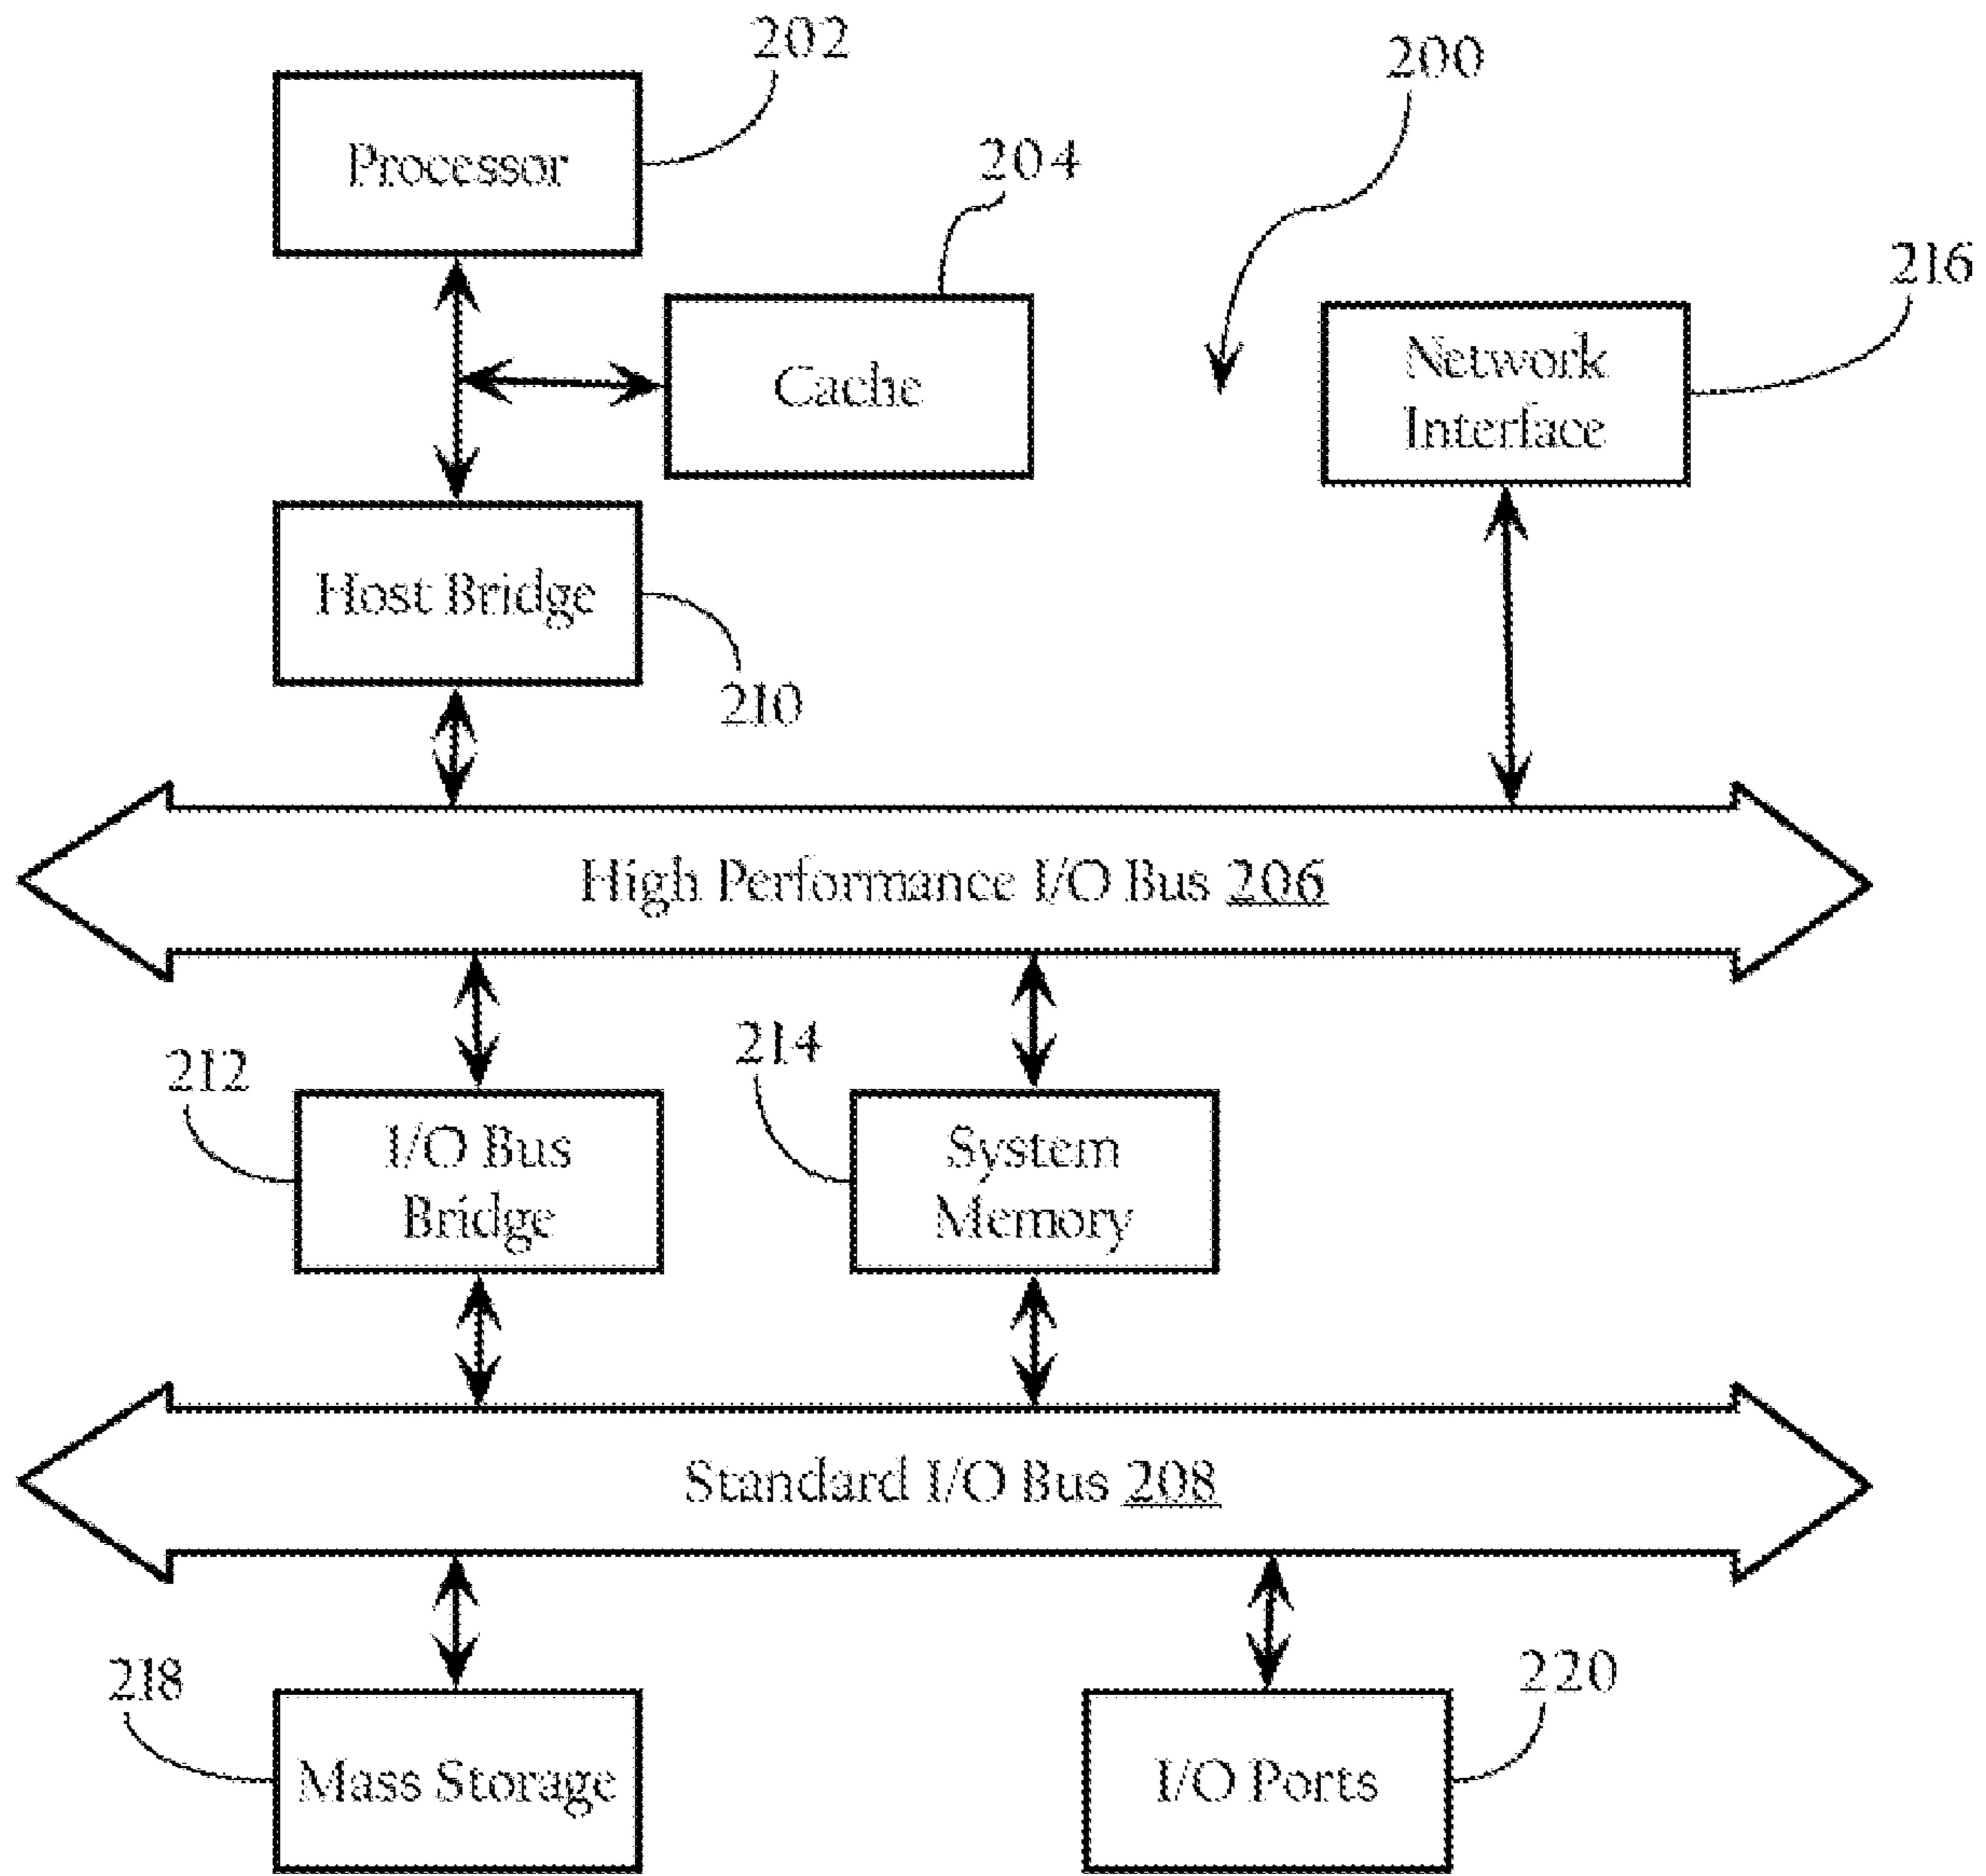 202
200
Processor
204
216
Network
Interface
Cache
Host Bridge
210
High Performance I/O Bus 206
212
214
I/O Bus
Bridge
System
Memory
Standard I/O Bus 208
218
220
Mass Storage
I/O Ports